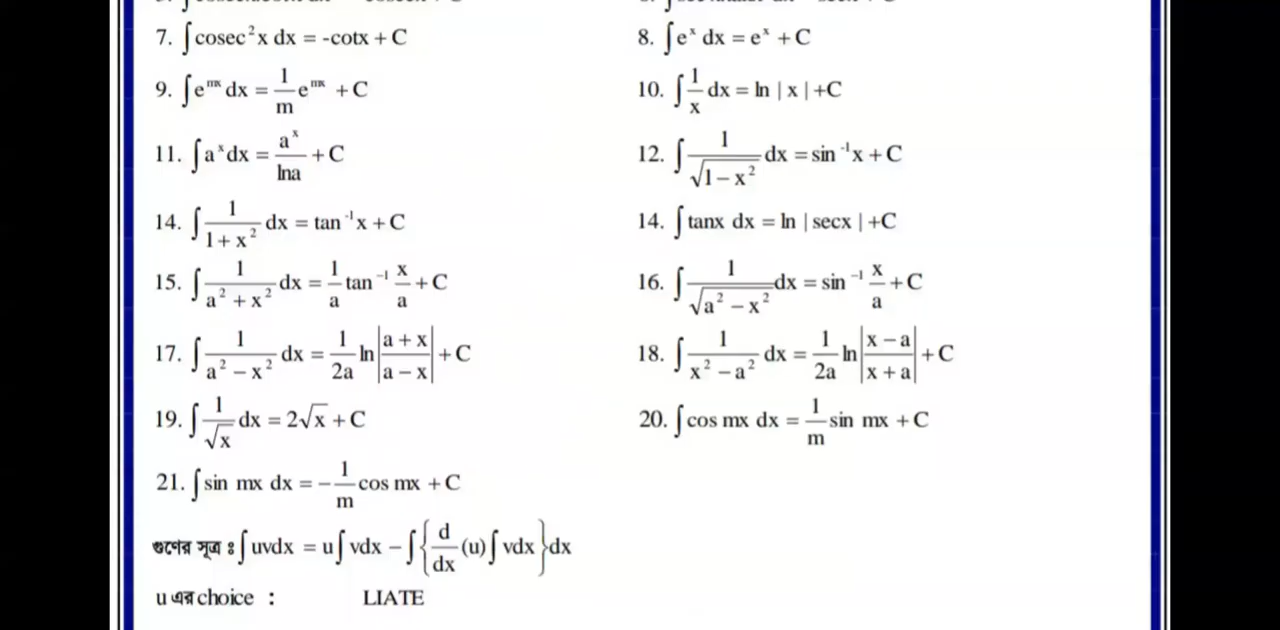 7. ∫cosec²x dx = -cotx + C
8. ∫eˣ dx = eˣ + C
9. ∫eᵐˣ dx = 1/m eᵐˣ + C
10. ∫1/x dx = ln | x | +C
11. ∫aˣdx = aˣ/lna + C
12. ∫1/√(1 − x²) dx = sin⁻¹x + C
14. ∫1/(1 + x²) dx = tan⁻¹x + C
14. ∫tanx dx = ln | secx | +C
15. ∫1/(a² + x²) dx = 1/a tan⁻¹ x/a + C
16. ∫1/√(a² − x²) dx = sin⁻¹ x/a + C
17. ∫1/(a² − x²) dx = 1/2a ln|(a + x)/(a − x)| + C
18. ∫1/(x² − a²) dx = 1/2a ln|(x − a)/(x + a)| + C
19. ∫1/√x dx = 2√x + C
20. ∫cos mx dx = 1/m sin mx + C
21. ∫sin mx dx = − 1/m cos mx + C
গুণের সূত্র ঃ ∫uvdx = u∫vdx − ∫{d/dx (u)∫vdx}dx
u এর choice : LIATE